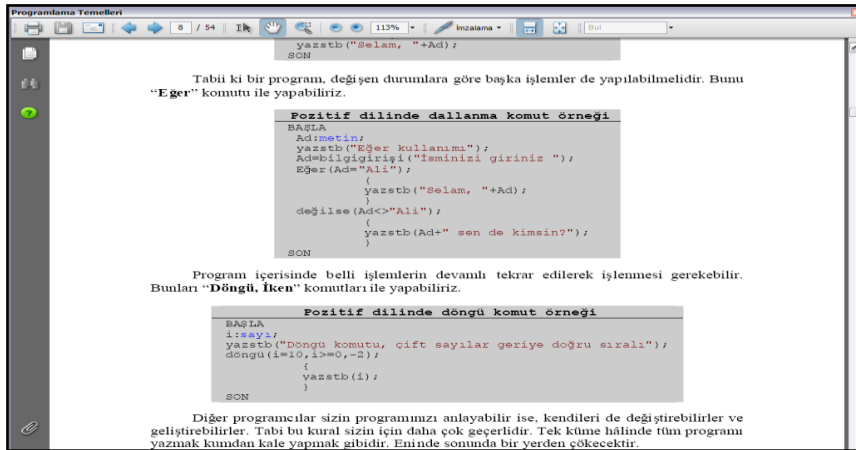 Programlama Temelleri
8 / 54 113% İmzalama Bul
yazstb("Selam, "+Ad);
SON
Tabii ki bir program, değişen durumlara göre başka işlemler de yapılabilmelidir. Bunu
“Eğer” komutu ile yapabiliriz.
Pozitif dilinde dallanma komut örneği
BAŞLA
Ad:metin;
yazstb("Eğer kullanımı");
Ad=bilgigirişi("İsminizi giriniz ");
Eğer(Ad="Ali");
{
yazstb("Selam, "+Ad);
}
değilse(Ad<>"Ali");
{
yazstb(Ad+" sen de kimsin?");
}
SON
Program içerisinde belli işlemlerin devamlı tekrar edilerek işlenmesi gerekebilir.
Bunları “Döngü, İken” komutları ile yapabiliriz.
Pozitif dilinde döngü komut örneği
BAŞLA
i:sayı;
yazstb("Döngü komutu, çift sayılar geriye doğru sıralı");
döngü(i=10,i>=0,-2);
{
yazstb(i);
}
SON
Diğer programcılar sizin programınızı anlayabilir ise, kendileri de değiştirebilirler ve
geliştirebilirler. Tabi bu kural sizin için daha çok geçerlidir. Tek küme hâlinde tüm programı
yazmak kumdan kale yapmak gibidir. Eninde sonunda bir yerden çökecektir.